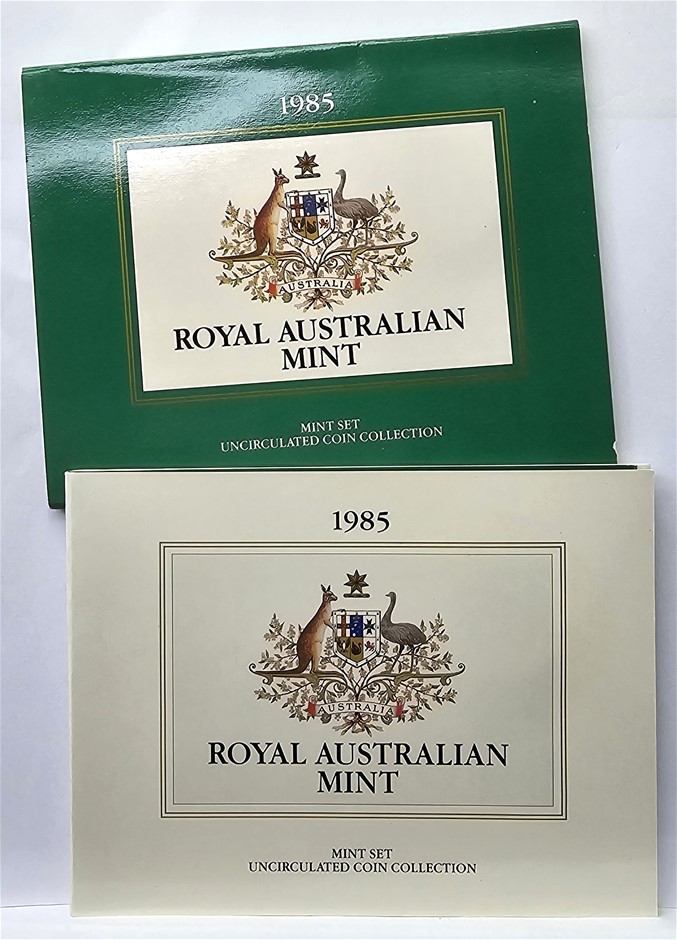 1985
AUSTRALIA
ROYAL AUSTRALIAN
MINT
MINT SET
UNCIRCULATED COIN COLLECTION
1985
AUSTRALIA
ROYAL AUSTRALIAN
MINT
MINT SET
UNCIRCULATED COIN COLLECTION